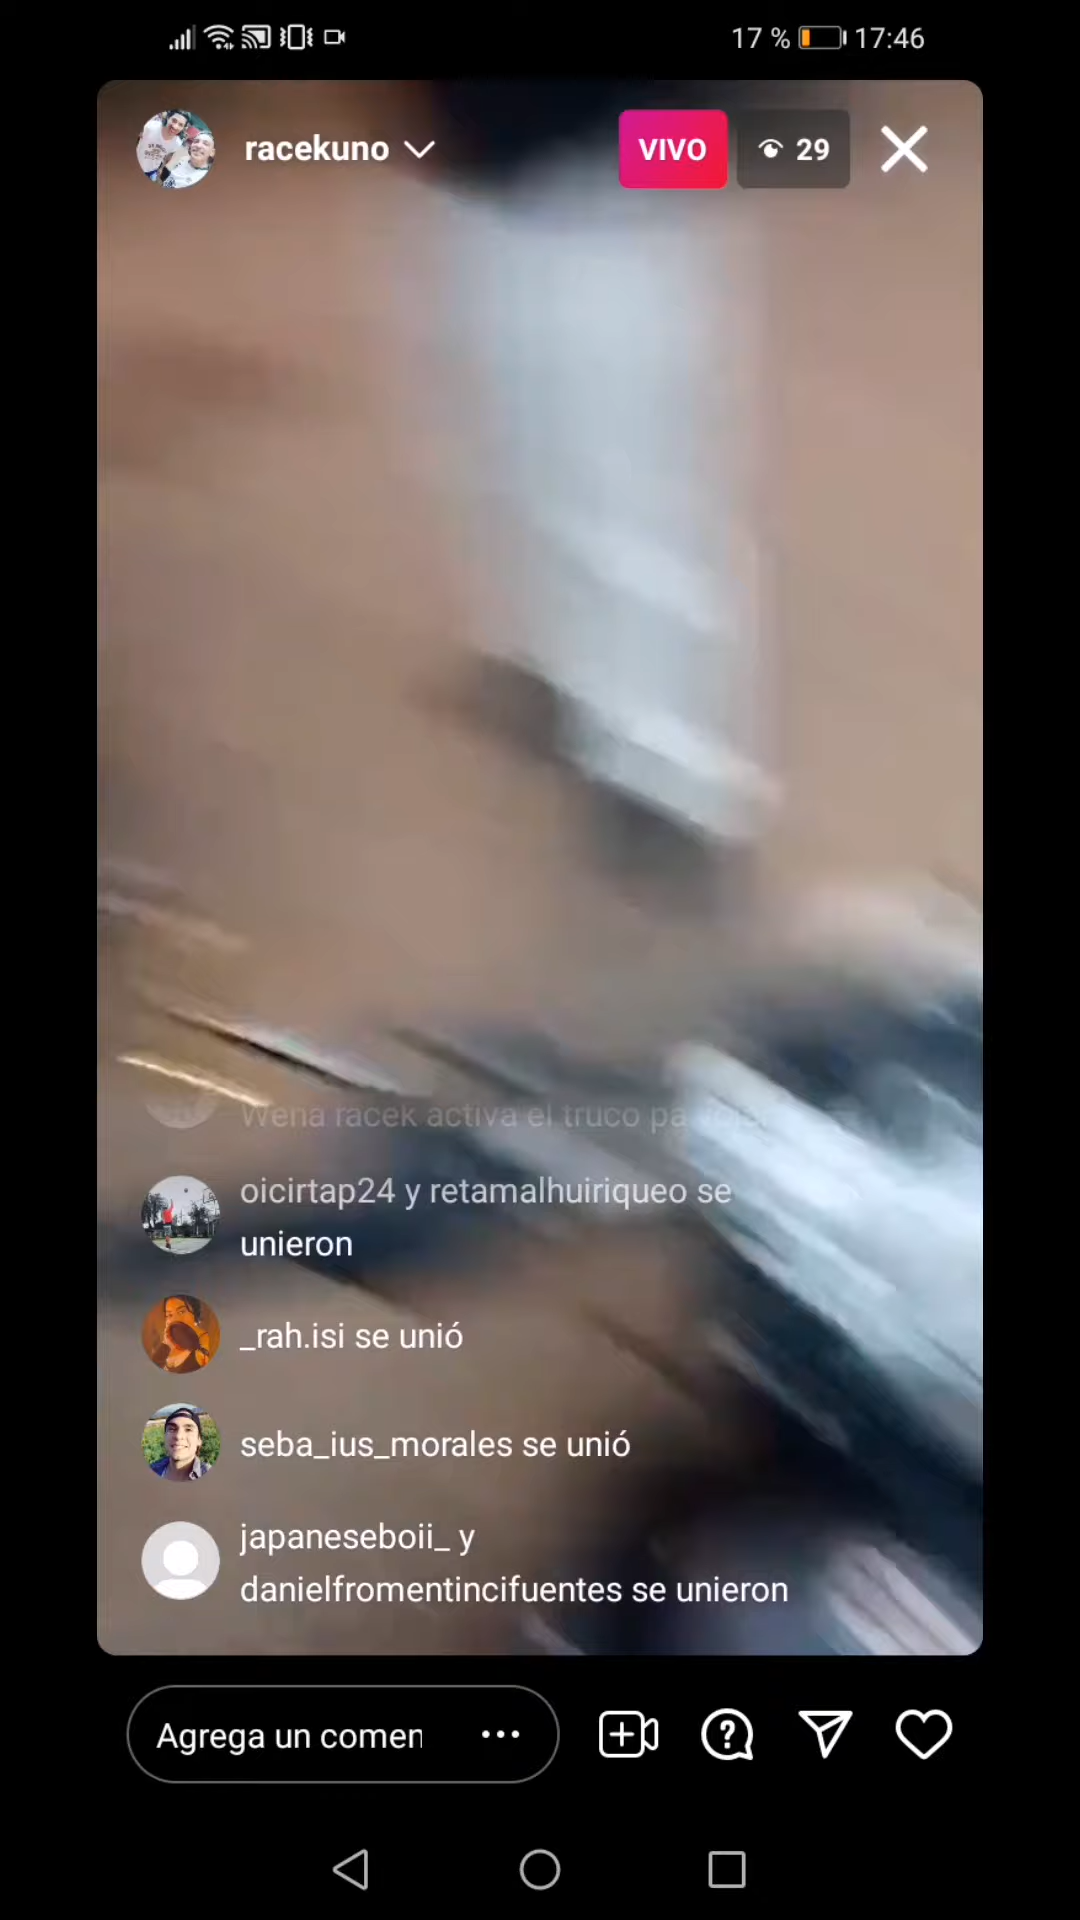 17 % 17:46
racekuno
VIVO
29
Wena racek activa el truco pa
oicirtap24 y retamalhuiriqueo se
unieron
_rah.isi se unió
seba_ius_morales se unió
japaneseboii_ y
danielfromentincifuentes se unieron
Agrega un comen